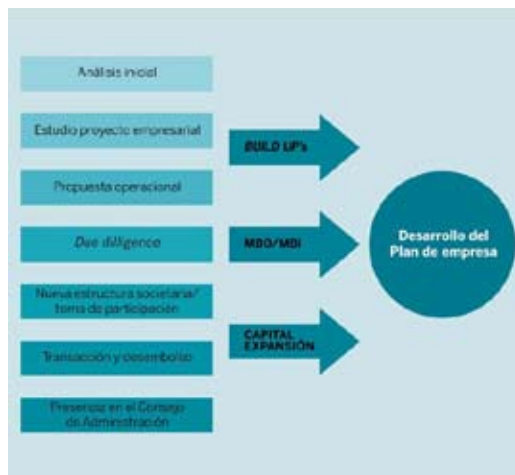 Análisis inicial
Estudio proyecto empresarial
Propuesta operacional
Due diligence
Nueva estructura societaria/
toma de participación
Transacción y desembolso
Presencia en el Consejo
de Administración
BUILD UP's
MBO/MBI
CAPITAL
EXPANSIÓN
Desarrollo del
Plan de empresa